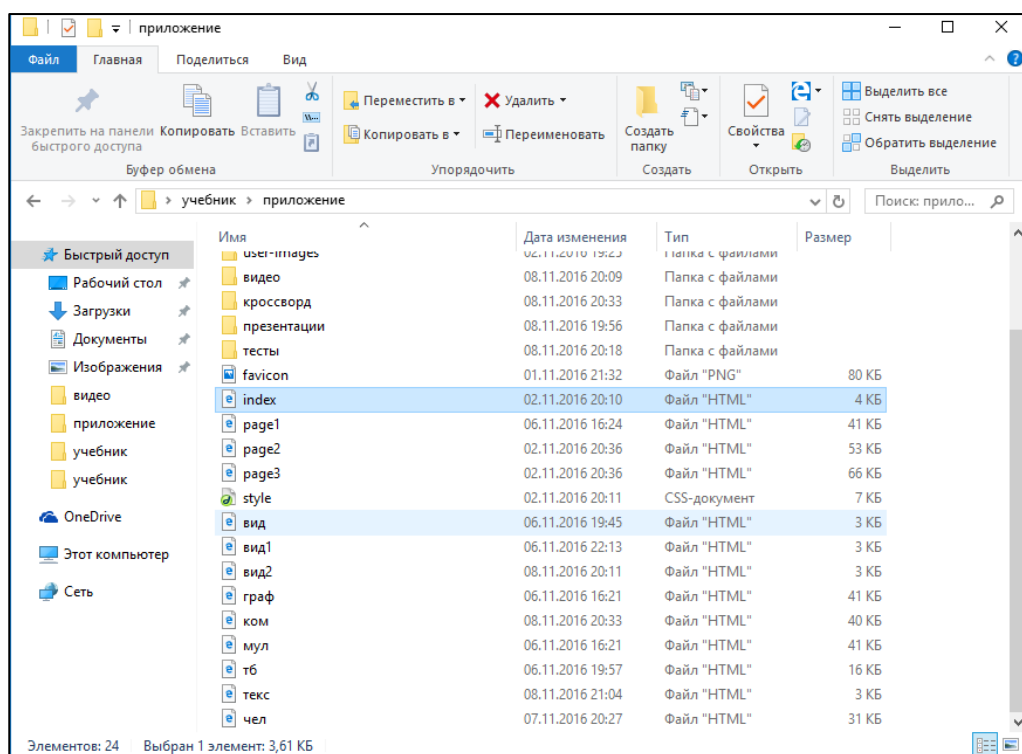 приложение
Файл Главная Поделиться Вид
Закрепить на панели быстрого доступа
Копировать
Вставить
Буфер обмена
Переместить в
Копировать в
Удалить
Переименовать
Упорядочить
Создать папку
Создать
Свойства
Открыть
Выделить все
Снять выделение
Обратить выделение
Выделить
учебник › приложение
Поиск: прило...
Быстрый доступ
Рабочий стол
Загрузки
Документы
Изображения
видео
приложение
учебник
учебник
OneDrive
Этот компьютер
Сеть
Имя Дата изменения Тип Размер
user-images 02.11.2016 19:25 Папка с файлами
видео 08.11.2016 20:09 Папка с файлами
кроссворд 08.11.2016 20:33 Папка с файлами
презентации 08.11.2016 19:56 Папка с файлами
тесты 08.11.2016 20:18 Папка с файлами
favicon 01.11.2016 21:32 Файл "PNG" 80 КБ
index 02.11.2016 20:10 Файл "HTML" 4 КБ
page1 06.11.2016 16:24 Файл "HTML" 41 КБ
page2 02.11.2016 20:36 Файл "HTML" 53 КБ
page3 02.11.2016 20:36 Файл "HTML" 66 КБ
style 02.11.2016 20:11 CSS-документ 7 КБ
вид 06.11.2016 19:45 Файл "HTML" 3 КБ
вид1 06.11.2016 22:13 Файл "HTML" 3 КБ
вид2 08.11.2016 20:11 Файл "HTML" 3 КБ
граф 06.11.2016 16:21 Файл "HTML" 41 КБ
ком 08.11.2016 20:33 Файл "HTML" 40 КБ
мул 06.11.2016 16:21 Файл "HTML" 41 КБ
тб 06.11.2016 19:57 Файл "HTML" 16 КБ
текс 08.11.2016 21:04 Файл "HTML" 3 КБ
чел 07.11.2016 20:27 Файл "HTML" 31 КБ
Элементов: 24 Выбран 1 элемент: 3,61 КБ